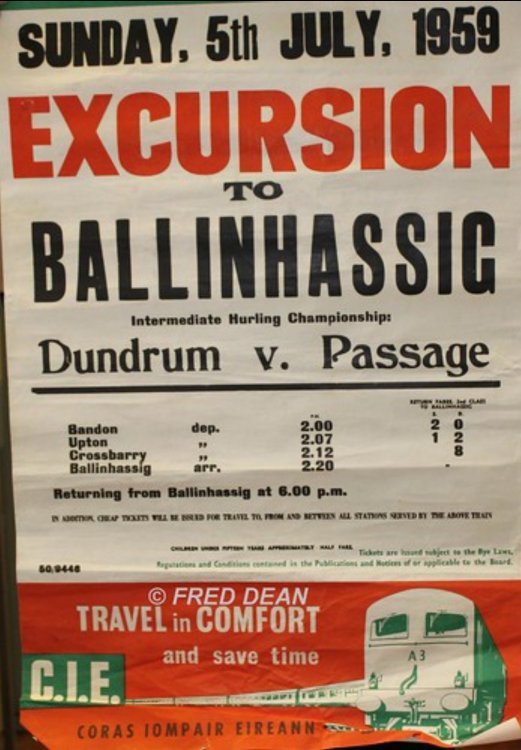 SUNDAY, 5th JULY, 1959
EXCURSION
TO
BALLINHASSIG
Intermediate Hurling Championship:
Dundrum v. Passage
RETURN FARES, 2nd CLASS
TO BALLINHASSIG
P.M. S. D.
Bandon dep. 2.00 2 0
Upton ,, 2.07 1 2
Crossbarry ,, 2.12 8
Ballinhassig arr. 2.20 -
Returning from Ballinhassig at 6.00 p.m.
IN ADDITION, CHEAP TICKETS WILL BE ISSUED FOR TRAVEL TO, FROM AND BETWEEN ALL STATIONS SERVED BY THE ABOVE TRAIN
CHILDREN UNDER FIFTEEN YEARS APPROXIMATELY HALF FARE. Tickets are issued subject to the Bye Laws,
50/9446 Regulations and Conditions contained in the Publications and Notices of or applicable to the Board.
© FRED DEAN
TRAVEL in COMFORT
and save time
A 3
C.I.E.
CORAS IOMPAIR EIREANN